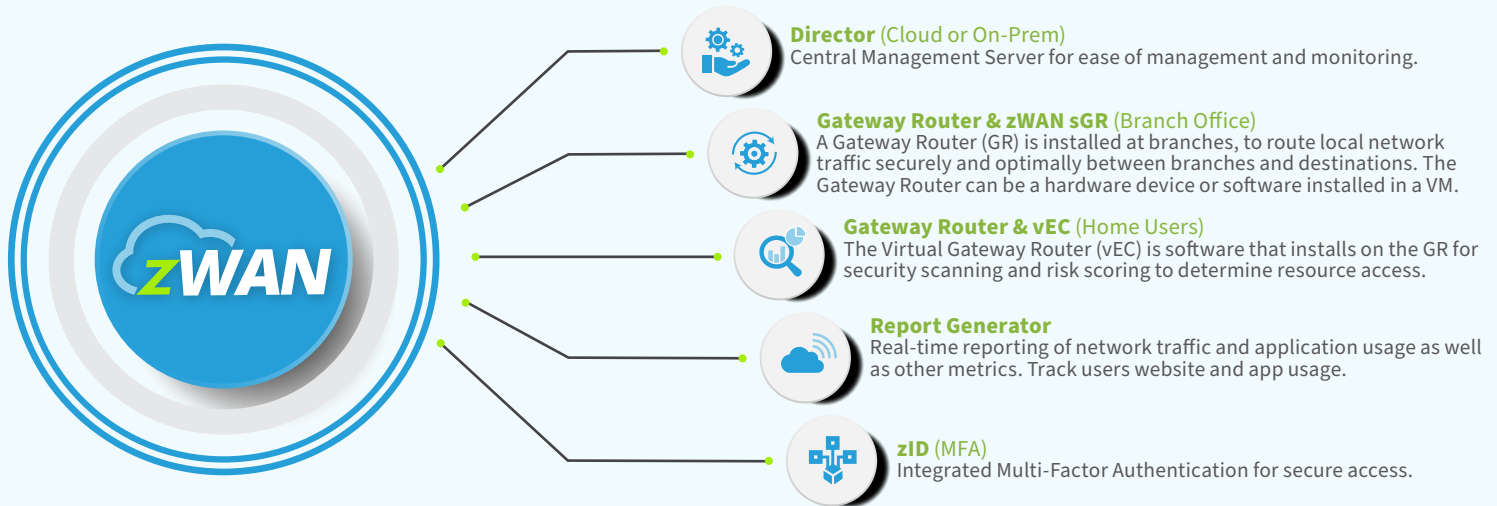 zWAN
Director (Cloud or On-Prem)
Central Management Server for ease of management and monitoring.
Gateway Router & zWAN sGR (Branch Office)
A Gateway Router (GR) is installed at branches, to route local network
traffic securely and optimally between branches and destinations. The
Gateway Router can be a hardware device or software installed in a VM.
Gateway Router & vEC (Home Users)
The Virtual Gateway Router (vEC) is software that installs on the GR for
security scanning and risk scoring to determine resource access.
Report Generator
Real-time reporting of network traffic and application usage as well
as other metrics. Track users website and app usage.
zID (MFA)
Integrated Multi-Factor Authentication for secure access.